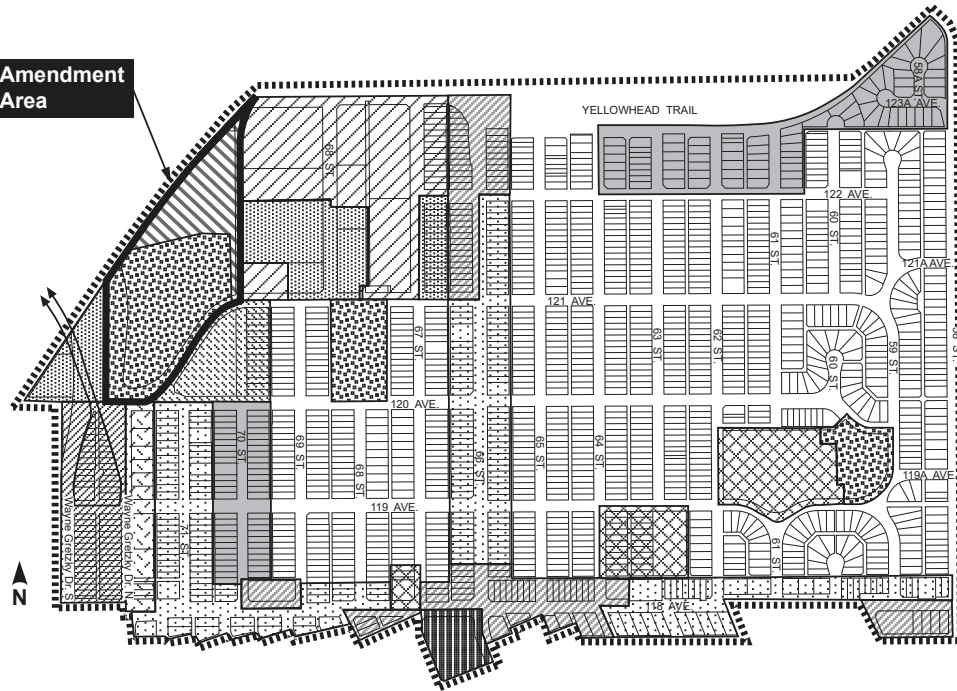 Amendment
Area
YELLOWHEAD TRAIL
58A ST
123A AVE.
68 ST.
122 AVE.
61 ST.
60 ST.
121A AVE.
121 AVE.
67 ST.
63 ST.
62 ST.
60 ST.
59 ST.
120 AVE.
70 ST.
69 ST.
68 ST.
66 ST.
65 ST.
64 ST.
119A AVE.
119 AVE.
Wayne Gretzky Dr. S
Wayne Gretzky Dr. N
71 ST.
61 ST.
118 AVE.
N